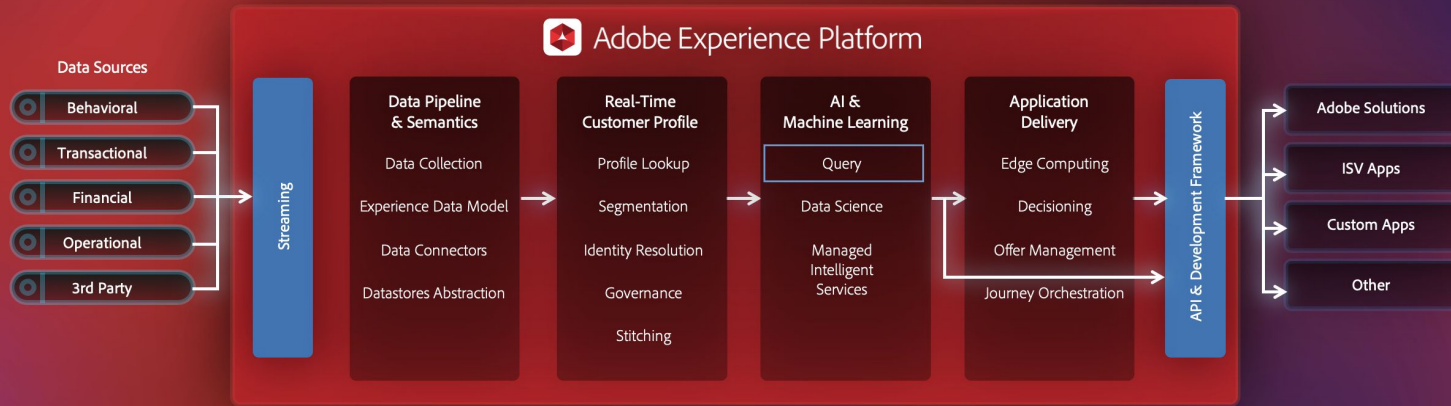 Adobe Experience Platform
Data Sources
Behavioral
Transactional
Financial
Operational
3rd Party
Streaming
Data Pipeline
& Semantics
Data Collection
Experience Data Model
Data Connectors
Datastores Abstraction
Real-Time
Customer Profile
Profile Lookup
Segmentation
Identity Resolution
Governance
Stitching
AI &
Machine Learning
Query
Data Science
Managed
Intelligent
Services
Application
Delivery
Edge Computing
Decisioning
Offer Management
Journey Orchestration
API & Development Framework
Adobe Solutions
ISV Apps
Custom Apps
Other